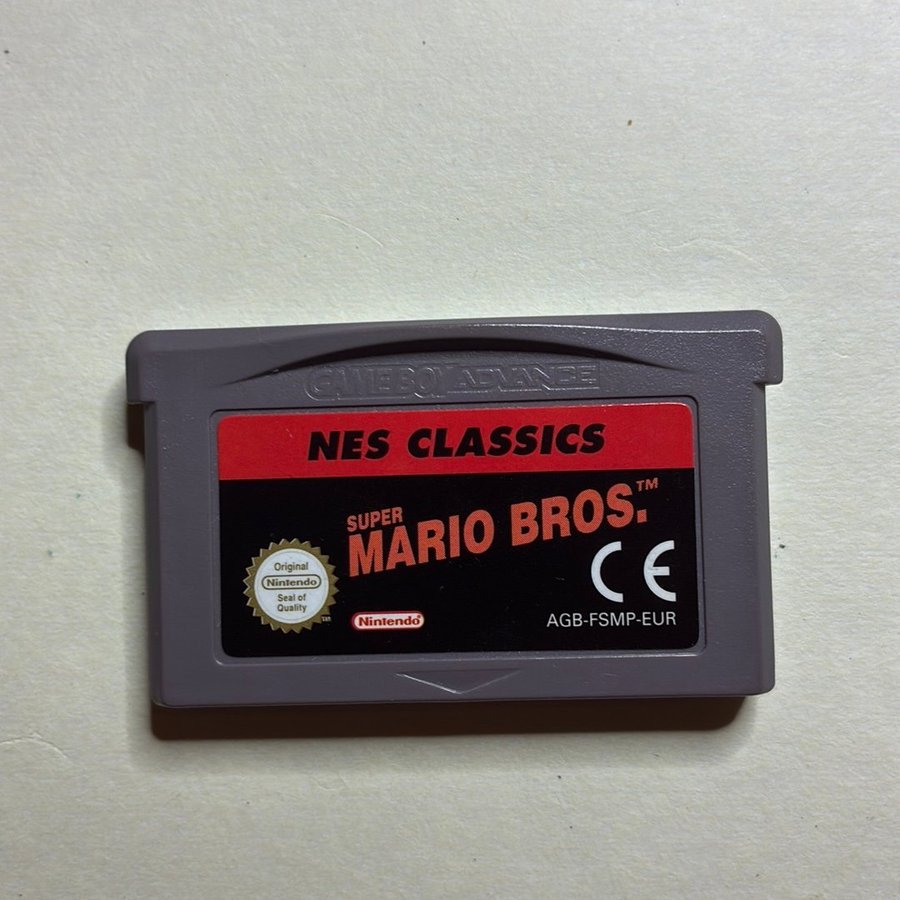 GAME BOY ADVANCE
NES CLASSICS
SUPER
MARIO BROS.™
Original
Nintendo
Seal of
Quality
TM
Nintendo®
CE
AGB-FSMP-EUR